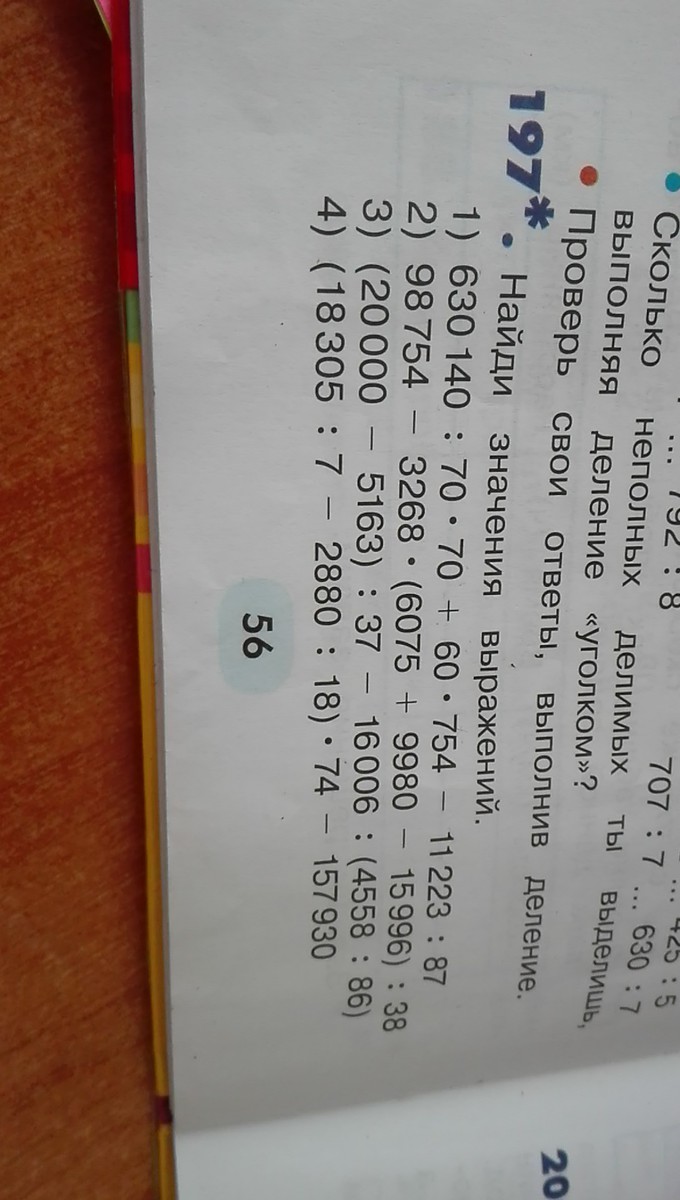 ... 792 : 8 ... 425 : 5
707 : 7 ... 630 : 7
Сколько неполных делимых ты выделишь,
выполняя деление «уголком»?
Проверь свои ответы, выполнив деление.
197* . Найди значения выражений.
1) 630 140 : 70 · 70 + 60 · 754 – 11 223 : 87
2) 98 754 – 3268 · (6075 + 9980 – 15 996) : 38
3) (20 000 – 5163) : 37 – 16 006 : (4558 : 86)
4) (18 305 : 7 – 2880 : 18) · 74 – 157 930
56
20